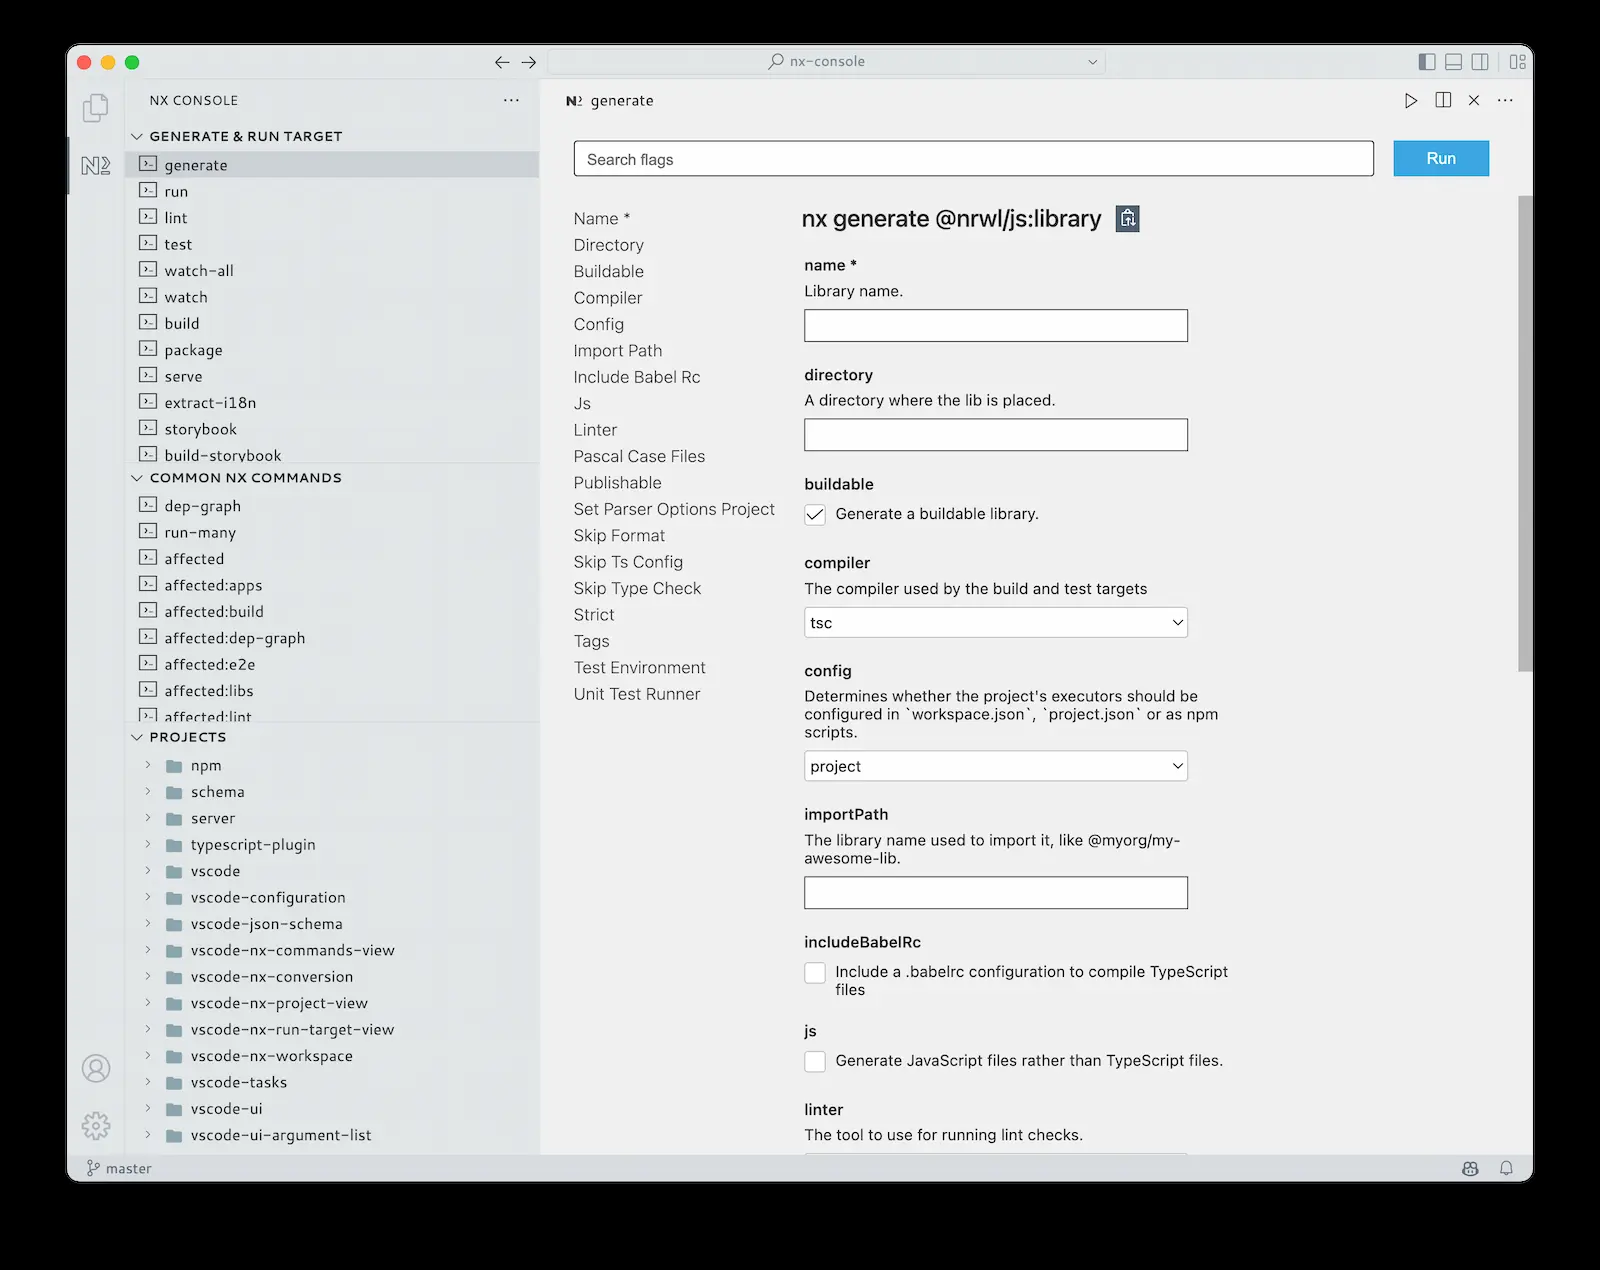 nx-console
NX CONSOLE
GENERATE & RUN TARGET
generate
run
lint
test
watch-all
watch
build
package
serve
extract-i18n
storybook
build-storybook
COMMON NX COMMANDS
dep-graph
run-many
affected
affected:apps
affected:build
affected:dep-graph
affected:e2e
affected:libs
affected:lint
PROJECTS
npm
schema
server
typescript-plugin
vscode
vscode-configuration
vscode-json-schema
vscode-nx-commands-view
vscode-nx-conversion
vscode-nx-project-view
vscode-nx-run-target-view
vscode-nx-workspace
vscode-tasks
vscode-ui
vscode-ui-argument-list
master
generate
Search flags
Run
Name *
Directory
Buildable
Compiler
Config
Import Path
Include Babel Rc
Js
Linter
Pascal Case Files
Publishable
Set Parser Options Project
Skip Format
Skip Ts Config
Skip Type Check
Strict
Tags
Test Environment
Unit Test Runner
nx generate @nrwl/js:library
name *
Library name.
directory
A directory where the lib is placed.
buildable
Generate a buildable library.
compiler
The compiler used by the build and test targets
tsc
config
Determines whether the project's executors should be
configured in `workspace.json`, `project.json` or as npm
scripts.
project
importPath
The library name used to import it, like @myorg/my-
awesome-lib.
includeBabelRc
Include a .babelrc configuration to compile TypeScript
files
js
Generate JavaScript files rather than TypeScript files.
linter
The tool to use for running lint checks.